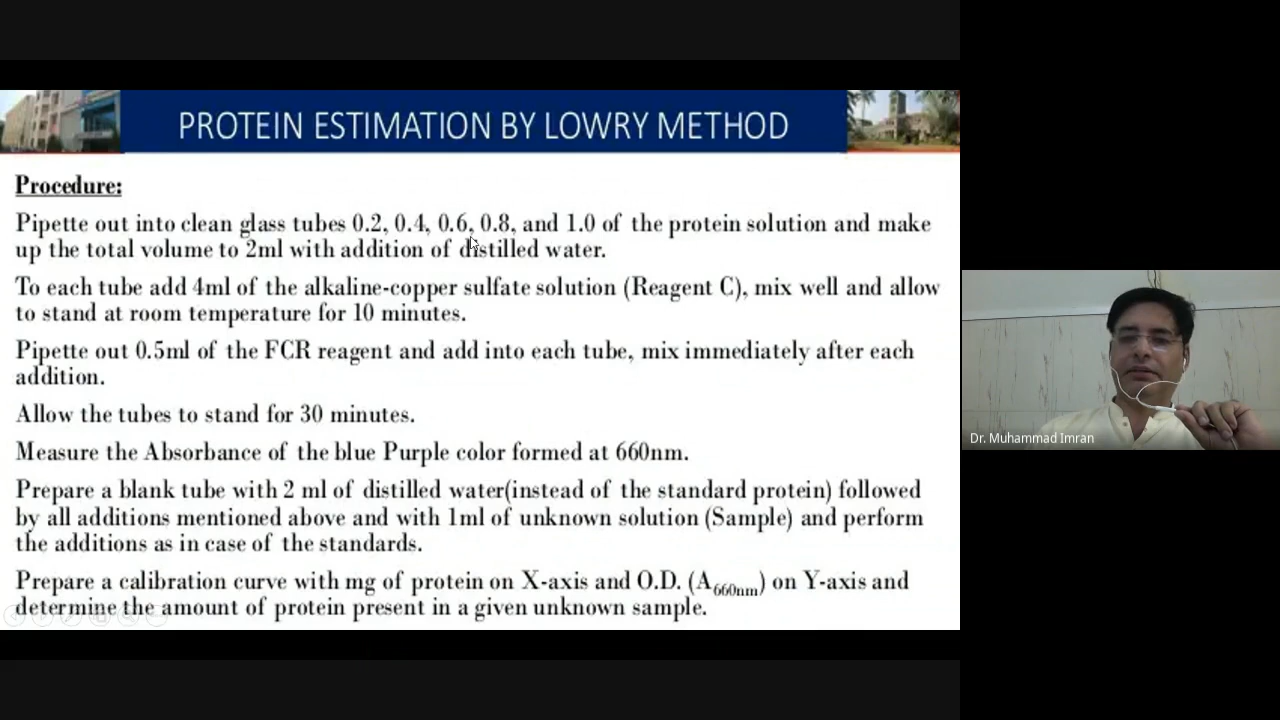 PROTEIN ESTIMATION BY LOWRY METHOD
Procedure:
Pipette out into clean glass tubes 0.2, 0.4, 0.6, 0.8, and 1.0 of the protein solution and make
up the total volume to 2ml with addition of distilled water.
To each tube add 4ml of the alkaline-copper sulfate solution (Reagent C), mix well and allow
to stand at room temperature for 10 minutes.
Pipette out 0.5ml of the FCR reagent and add into each tube, mix immediately after each
addition.
Allow the tubes to stand for 30 minutes.
Measure the Absorbance of the blue Purple color formed at 660nm.
Prepare a blank tube with 2 ml of distilled water(instead of the standard protein) followed
by all additions mentioned above and with 1ml of unknown solution (Sample) and perform
the additions as in case of the standards.
Prepare a calibration curve with mg of protein on X-axis and O.D. (A660nm) on Y-axis and
determine the amount of protein present in a given unknown sample.
Dr. Muhammad Imran